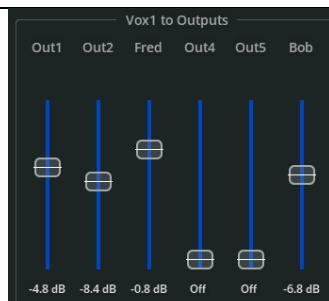 Vox1 to Outputs
Out1 Out2 Fred Out4 Out5 Bob
-4.8 dB -8.4 dB -0.8 dB Off Off -6.8 dB